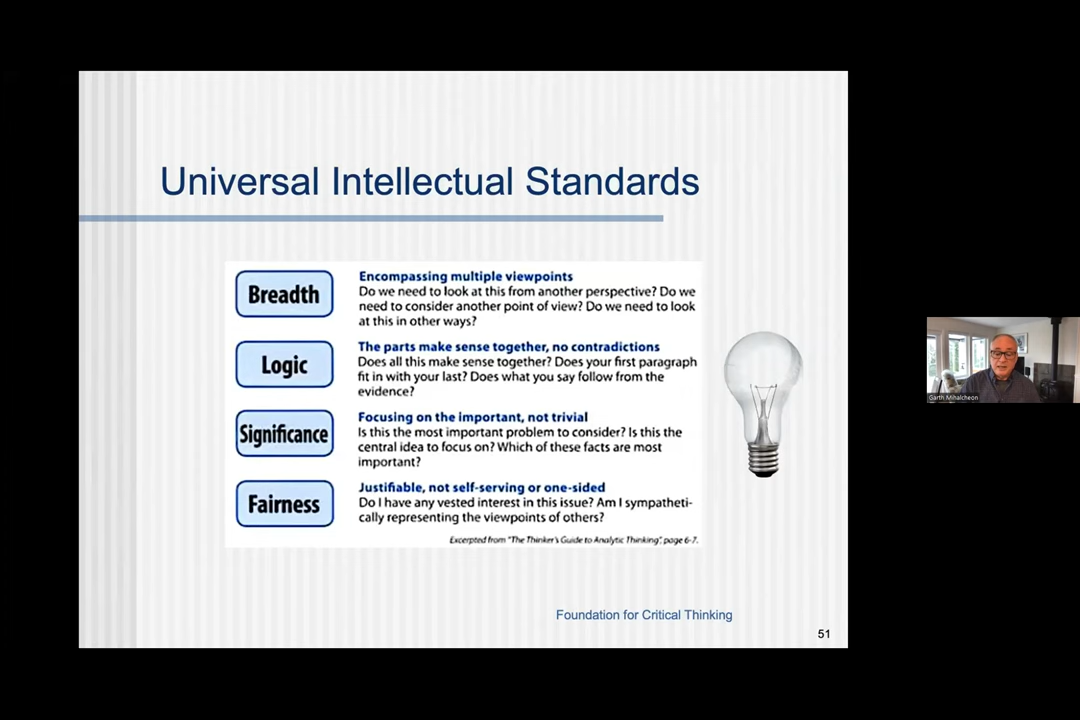 Universal Intellectual Standards
Breadth
Encompassing multiple viewpoints
Do we need to look at this from another perspective? Do we
need to consider another point of view? Do we need to look
at this in other ways?
Logic
The parts make sense together, no contradictions
Does all this make sense together? Does your first paragraph
fit in with your last? Does what you say follow from the
evidence?
Significance
Focusing on the important, not trivial
Is this the most important problem to consider? Is this the
central idea to focus on? Which of these facts are most
important?
Fairness
Justifiable, not self-serving or one-sided
Do I have any vested interest in this issue? Am I sympatheti-
cally representing the viewpoints of others?
Excerpted from "The Thinker's Guide to Analytic Thinking", page 6-7.
Foundation for Critical Thinking
51
Garth Mihalcheon